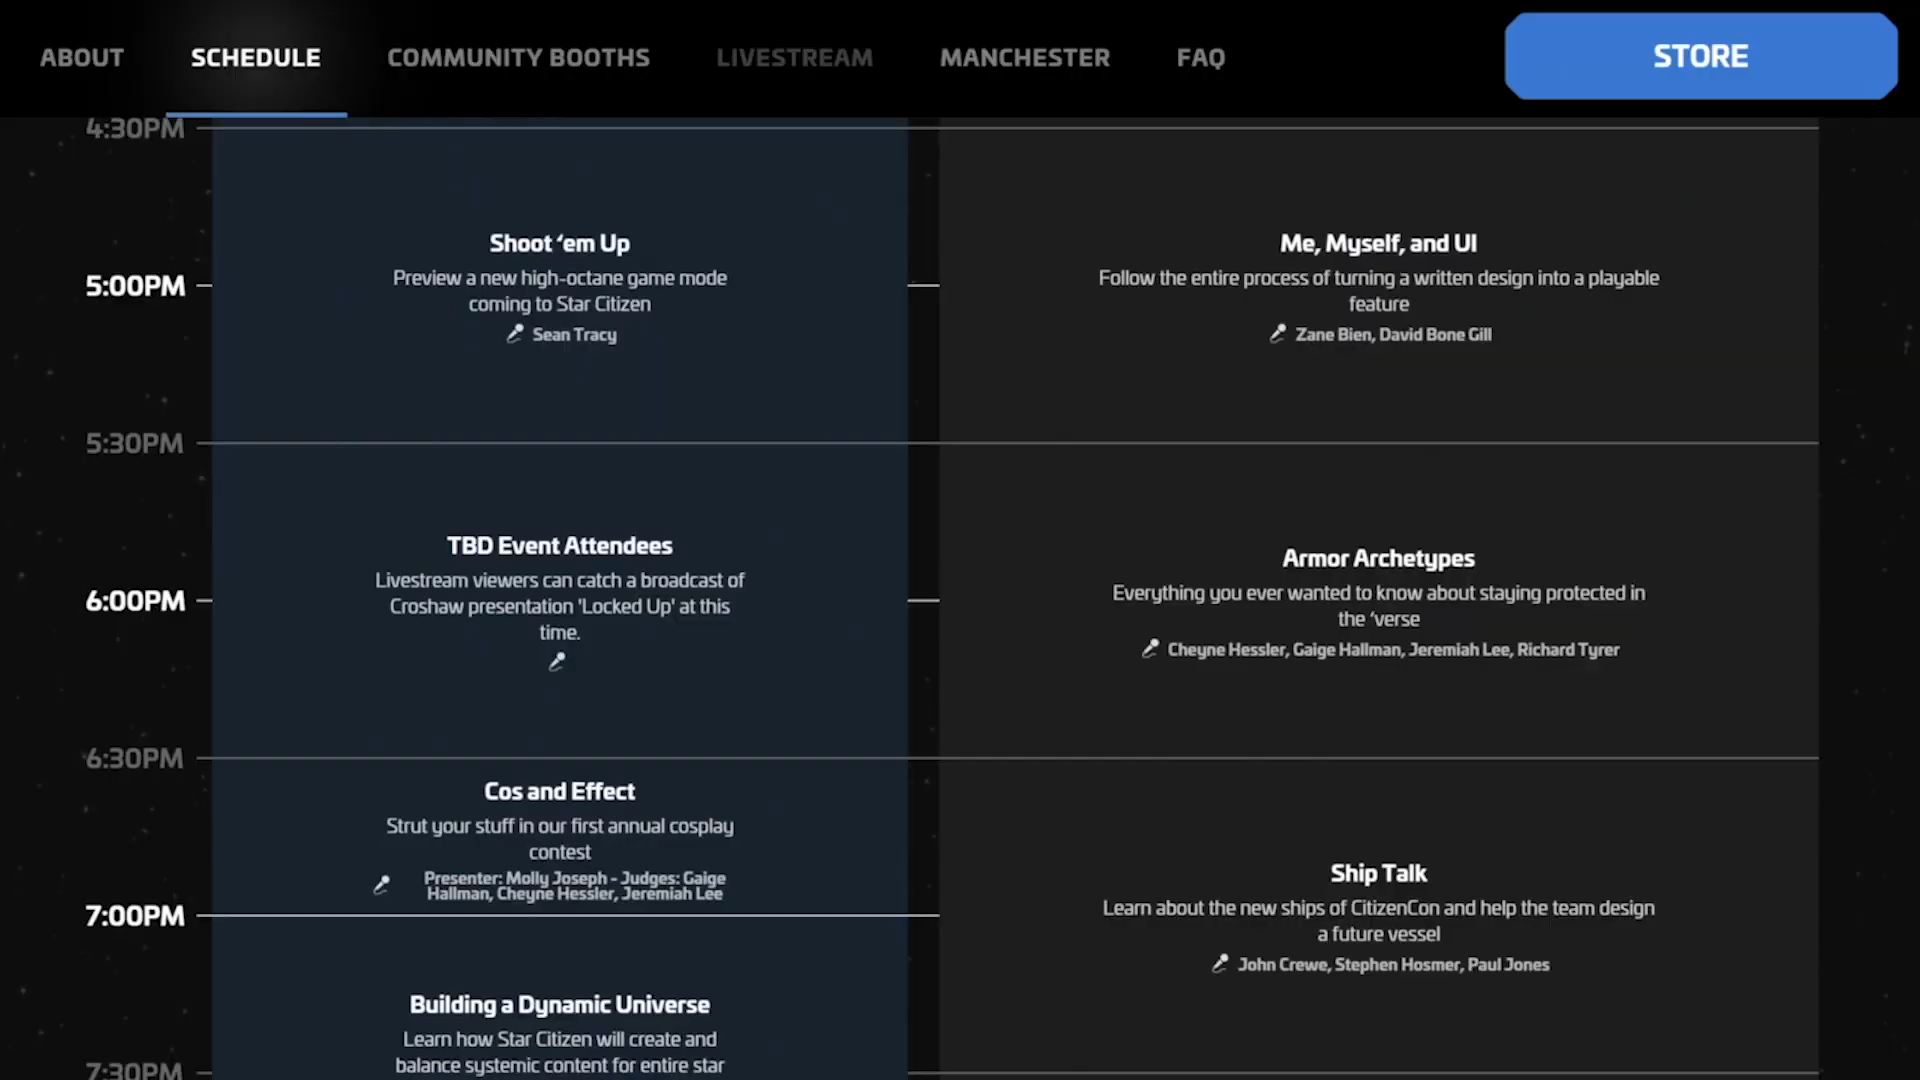 ABOUT
SCHEDULE
COMMUNITY BOOTHS
LIVESTREAM
MANCHESTER
FAQ
STORE
4:30PM
Shoot ‘em Up
Preview a new high-octane game mode
coming to Star Citizen
Sean Tracy
Me, Myself, and UI
Follow the entire process of turning a written design into a playable
feature
Zane Bien, David Bone Gill
5:00PM
5:30PM
TBD Event Attendees
Livestream viewers can catch a broadcast of
Croshaw presentation 'Locked Up' at this
time.
Armor Archetypes
Everything you ever wanted to know about staying protected in
the ‘verse
Cheyne Hessler, Gaige Hallman, Jeremiah Lee, Richard Tyrer
6:00PM
6:30PM
Cos and Effect
Strut your stuff in our first annual cosplay
contest
Presenter: Molly Joseph - Judges: Gaige
Hallman, Cheyne Hessler, Jeremiah Lee
7:00PM
Ship Talk
Learn about the new ships of CitizenCon and help the team design
a future vessel
John Crewe, Stephen Hosmer, Paul Jones
Building a Dynamic Universe
Learn how Star Citizen will create and
balance systemic content for entire star
7:30PM